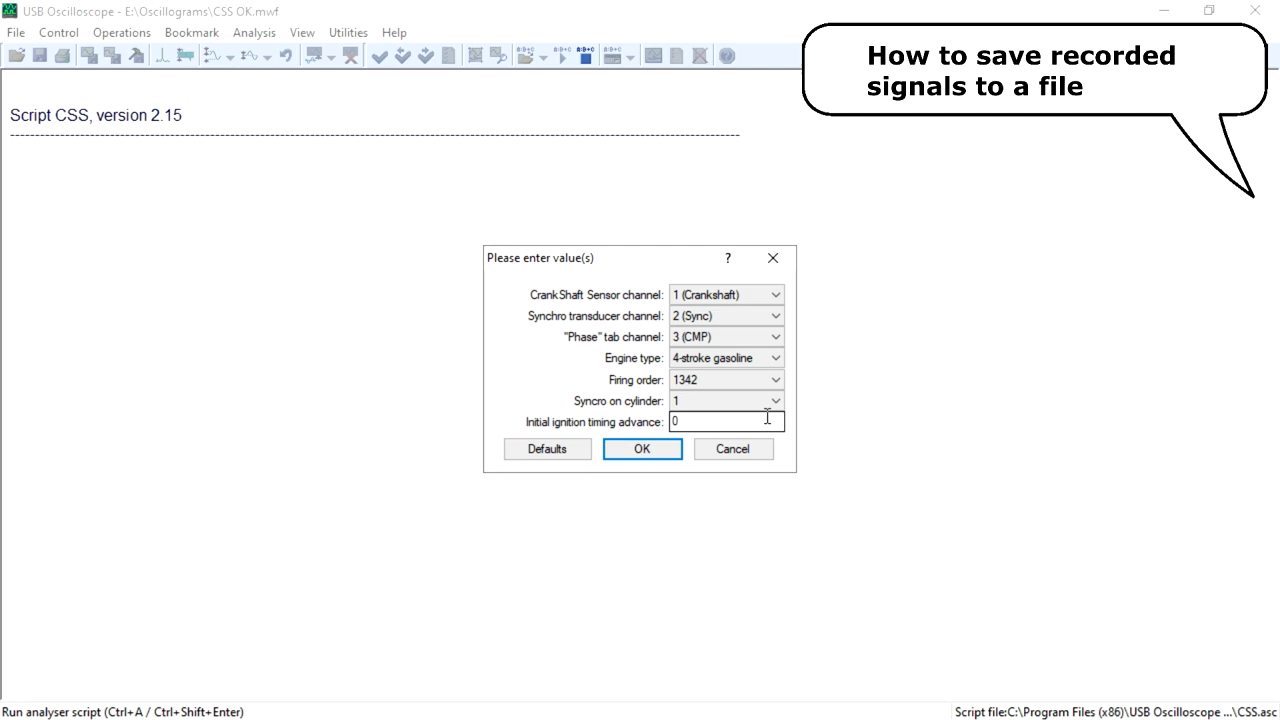 USB Oscilloscope - E:\Oscillograms\CSS OK.mwf
File Control Operations Bookmark Analysis View Utilities Help
How to save recorded
signals to a file
Script CSS, version 2.15
Please enter value(s) ?
CrankShaft Sensor channel: 1 (Crankshaft)
Synchro transducer channel: 2 (Sync)
"Phase" tab channel: 3 (CMP)
Engine type: 4-stroke gasoline
Firing order: 1342
Syncro on cylinder: 1
Initial ignition timing advance: 0
Defaults OK Cancel
Run analyser script (Ctrl+A / Ctrl+Shift+Enter) Script file:C:\Program Files (x86)\USB Oscilloscope ...\CSS.asc